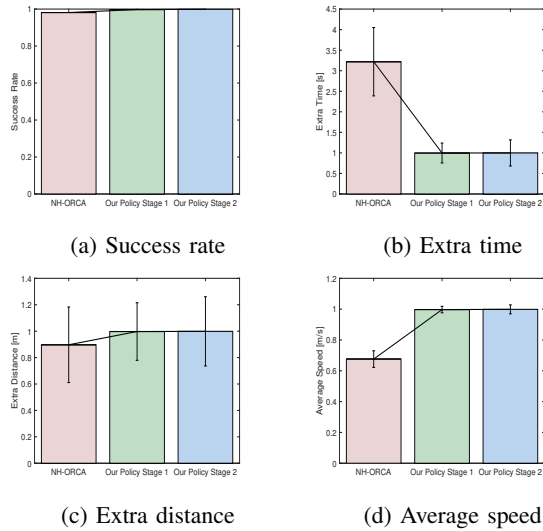 1
0.8
0.6
0.4
0.2
0
Success Rate
NH-ORCA Our Policy Stage 1 Our Policy Stage 2
(a) Success rate
4.5
4
3.5
3
2.5
2
1.5
1
0.5
0
Extra Time [s]
NH-ORCA Our Policy Stage 1 Our Policy Stage 2
(b) Extra time
1.4
1.2
1
0.8
0.6
0.4
0.2
0
Extra Distance [m]
NH-ORCA Our Policy Stage 1 Our Policy Stage 2
(c) Extra distance
1.2
1
0.8
0.6
0.4
0.2
0
Average Speed [m/s]
NH-ORCA Our Policy Stage 1 Our Policy Stage 2
(d) Average speed